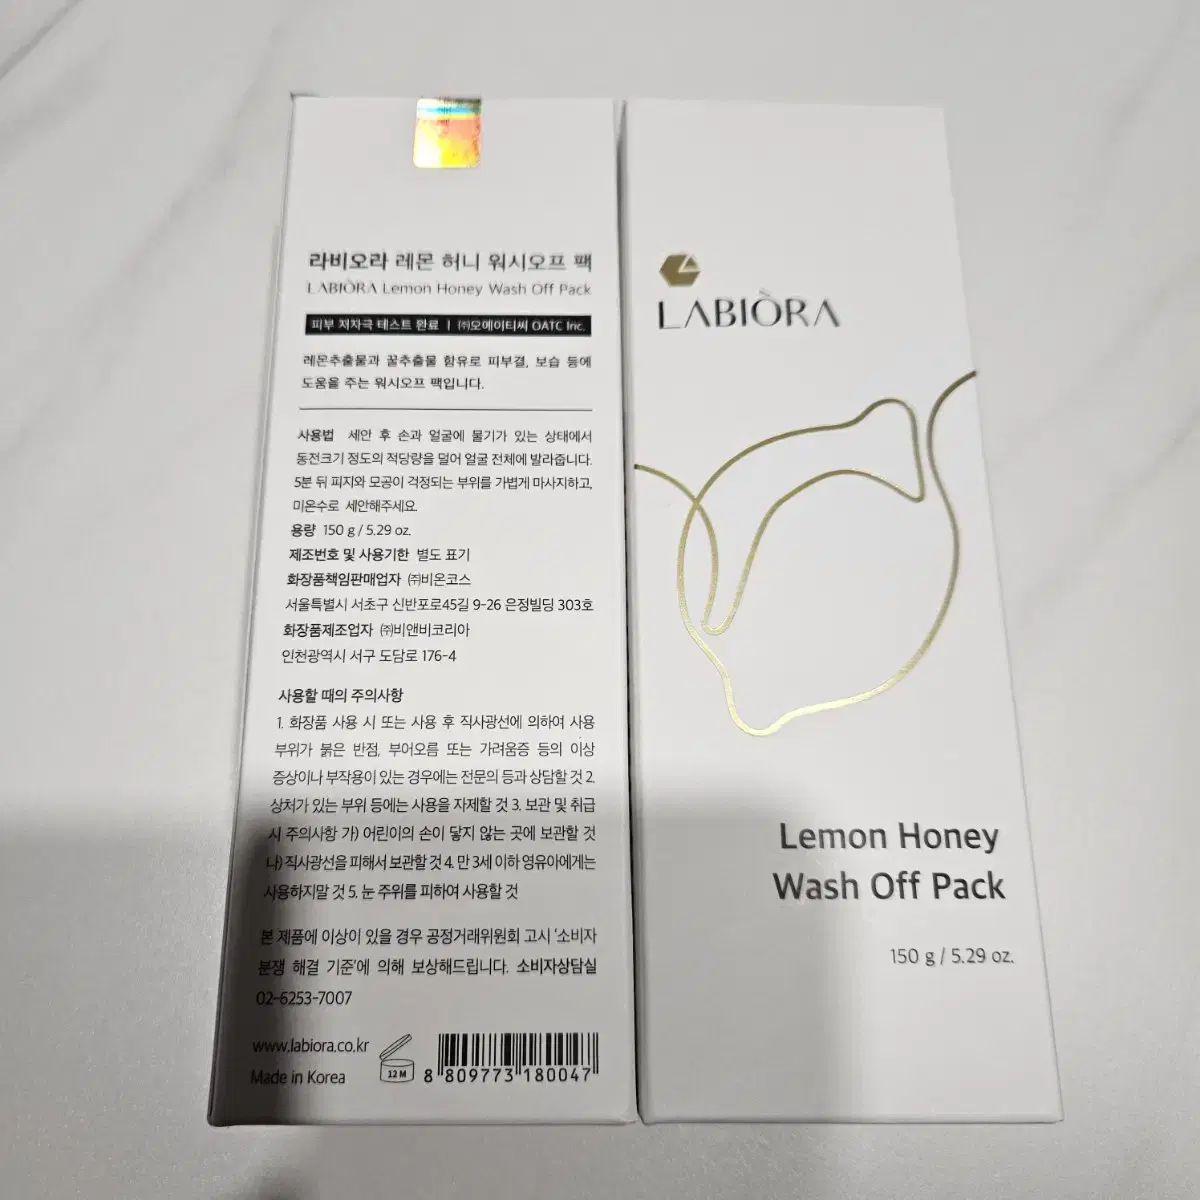 라비오라 레몬 허니 워시오프 팩
LABIÒRA Lemon Honey Wash Off Pack
피부 저자극 테스트 완료 | ㈜오에이티씨 OATC Inc.
레몬추출물과 꿀추출물 함유로 피부결, 보습 등에
도움을 주는 워시오프 팩입니다.
사용법 세안 후 손과 얼굴에 물기가 있는 상태에서
동전크기 정도의 적당량을 덜어 얼굴 전체에 발라줍니다.
5분 뒤 피지와 모공이 걱정되는 부위를 가볍게 마사지하고,
미온수로 세안해주세요.
용량 150 g / 5.29 oz.
제조번호 및 사용기한 별도 표기
화장품책임판매업자 ㈜비온코스
서울특별시 서초구 신반포로45길 9-26 은정빌딩 303호
화장품제조업자 ㈜비앤비코리아
인천광역시 서구 도담로 176-4
사용할 때의 주의사항
1. 화장품 사용 시 또는 사용 후 직사광선에 의하여 사용
부위가 붉은 반점, 부어오름 또는 가려움증 등의 이상
증상이나 부작용이 있는 경우에는 전문의 등과 상담할 것 2.
상처가 있는 부위 등에는 사용을 자제할 것 3. 보관 및 취급
시 주의사항 가) 어린이의 손이 닿지 않는 곳에 보관할 것
나) 직사광선을 피해서 보관할 것 4. 만 3세 이하 영유아에게는
사용하지말 것 5. 눈 주위를 피하여 사용할 것
본 제품에 이상이 있을 경우 공정거래위원회 고시 '소비자
분쟁 해결 기준'에 의해 보상해드립니다. 소비자상담실
02-6253-7007
www.labiora.co.kr
Made in Korea
12 M
8 809773 180047
LABIÒRA
Lemon Honey
Wash Off Pack
150 g / 5.29 oz.